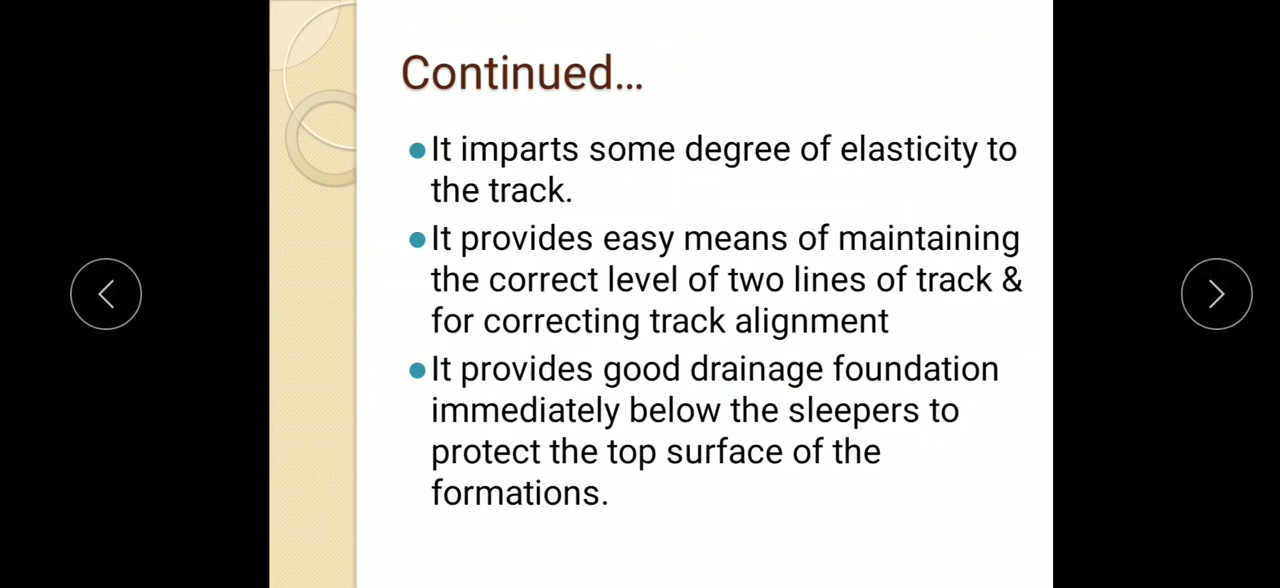 Continued...
It imparts some degree of elasticity to
the track.
It provides easy means of maintaining
the correct level of two lines of track &
for correcting track alignment
It provides good drainage foundation
immediately below the sleepers to
protect the top surface of the
formations.